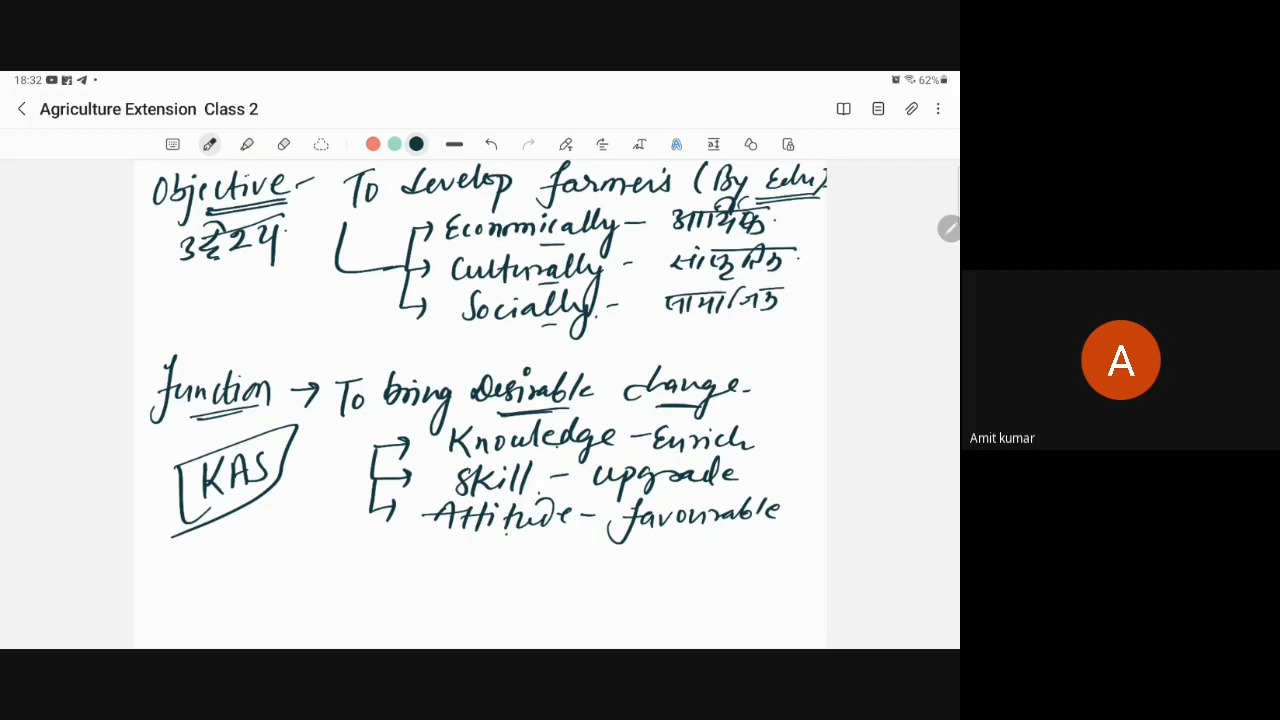 18:32 62%
Agriculture Extension Class 2
Objective - To develop farmers (By Edu)
उद्देश्य
Economically - आर्थिक
Culturally - सांस्कृतिक
Socially - सामाजिक
function → To bring Desirable change.
Knowledge - Enrich
KAS
Skill - upgrade
Attitude - favourable
A
Amit kumar